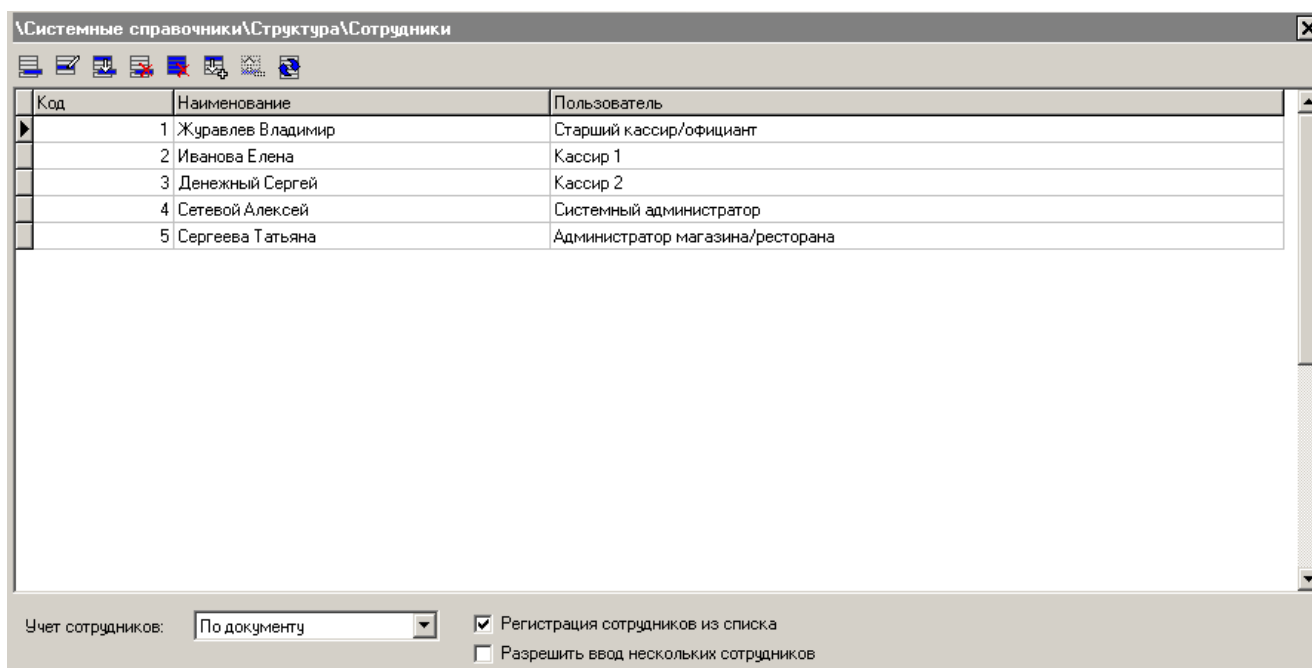 \Системные справочники\Структура\Сотрудники
Код Наименование Пользователь
1 Журавлев Владимир Старший кассир/официант
2 Иванова Елена Кассир 1
3 Денежный Сергей Кассир 2
4 Сетевой Алексей Системный администратор
5 Сергеева Татьяна Администратор магазина/ресторана
Учет сотрудников: По документу Регистрация сотрудников из списка
Разрешить ввод нескольких сотрудников